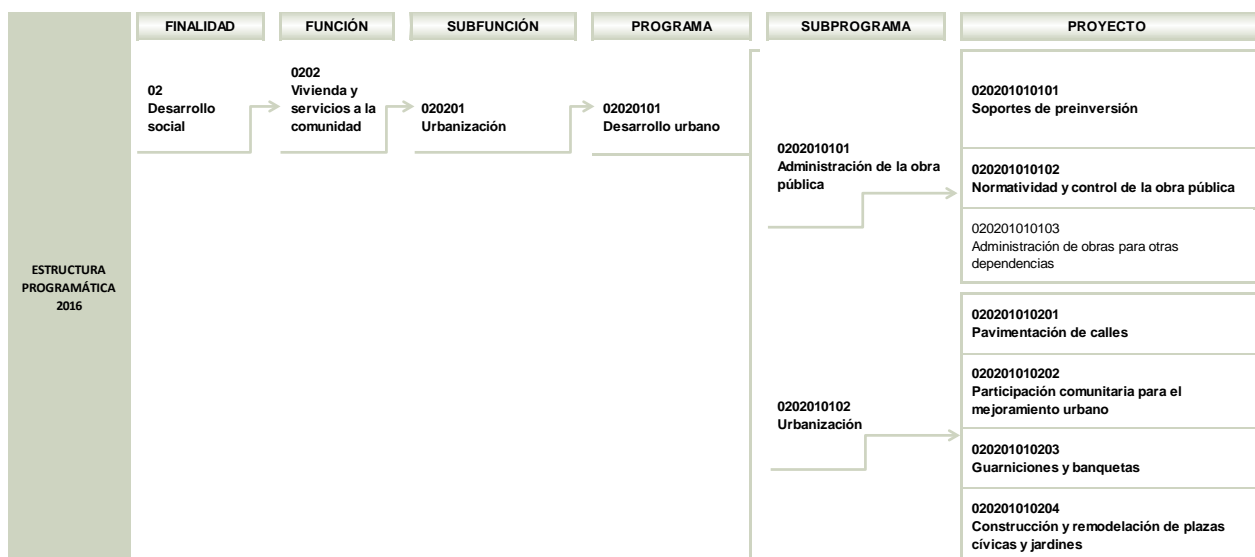 FINALIDAD
FUNCIÓN
SUBFUNCIÓN
PROGRAMA
SUBPROGRAMA
PROYECTO
ESTRUCTURA
PROGRAMÁTICA
2016
02
Desarrollo
social
0202
Vivienda y
servicios a la
comunidad
020201
Urbanización
02020101
Desarrollo urbano
0202010101
Administración de la obra
pública
020201010101
Soportes de preinversión
020201010102
Normatividad y control de la obra pública
020201010103
Administración de obras para otras
dependencias
0202010102
Urbanización
020201010201
Pavimentación de calles
020201010202
Participación comunitaria para el
mejoramiento urbano
020201010203
Guarniciones y banquetas
020201010204
Construcción y remodelación de plazas
cívicas y jardines